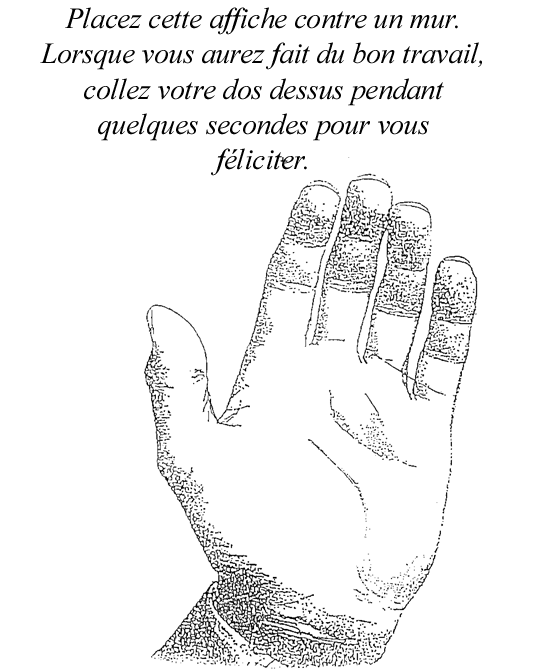 Placez cette affiche contre un mur.
Lorsque vous aurez fait du bon travail,
collez votre dos dessus pendant
quelques secondes pour vous
féliciter.